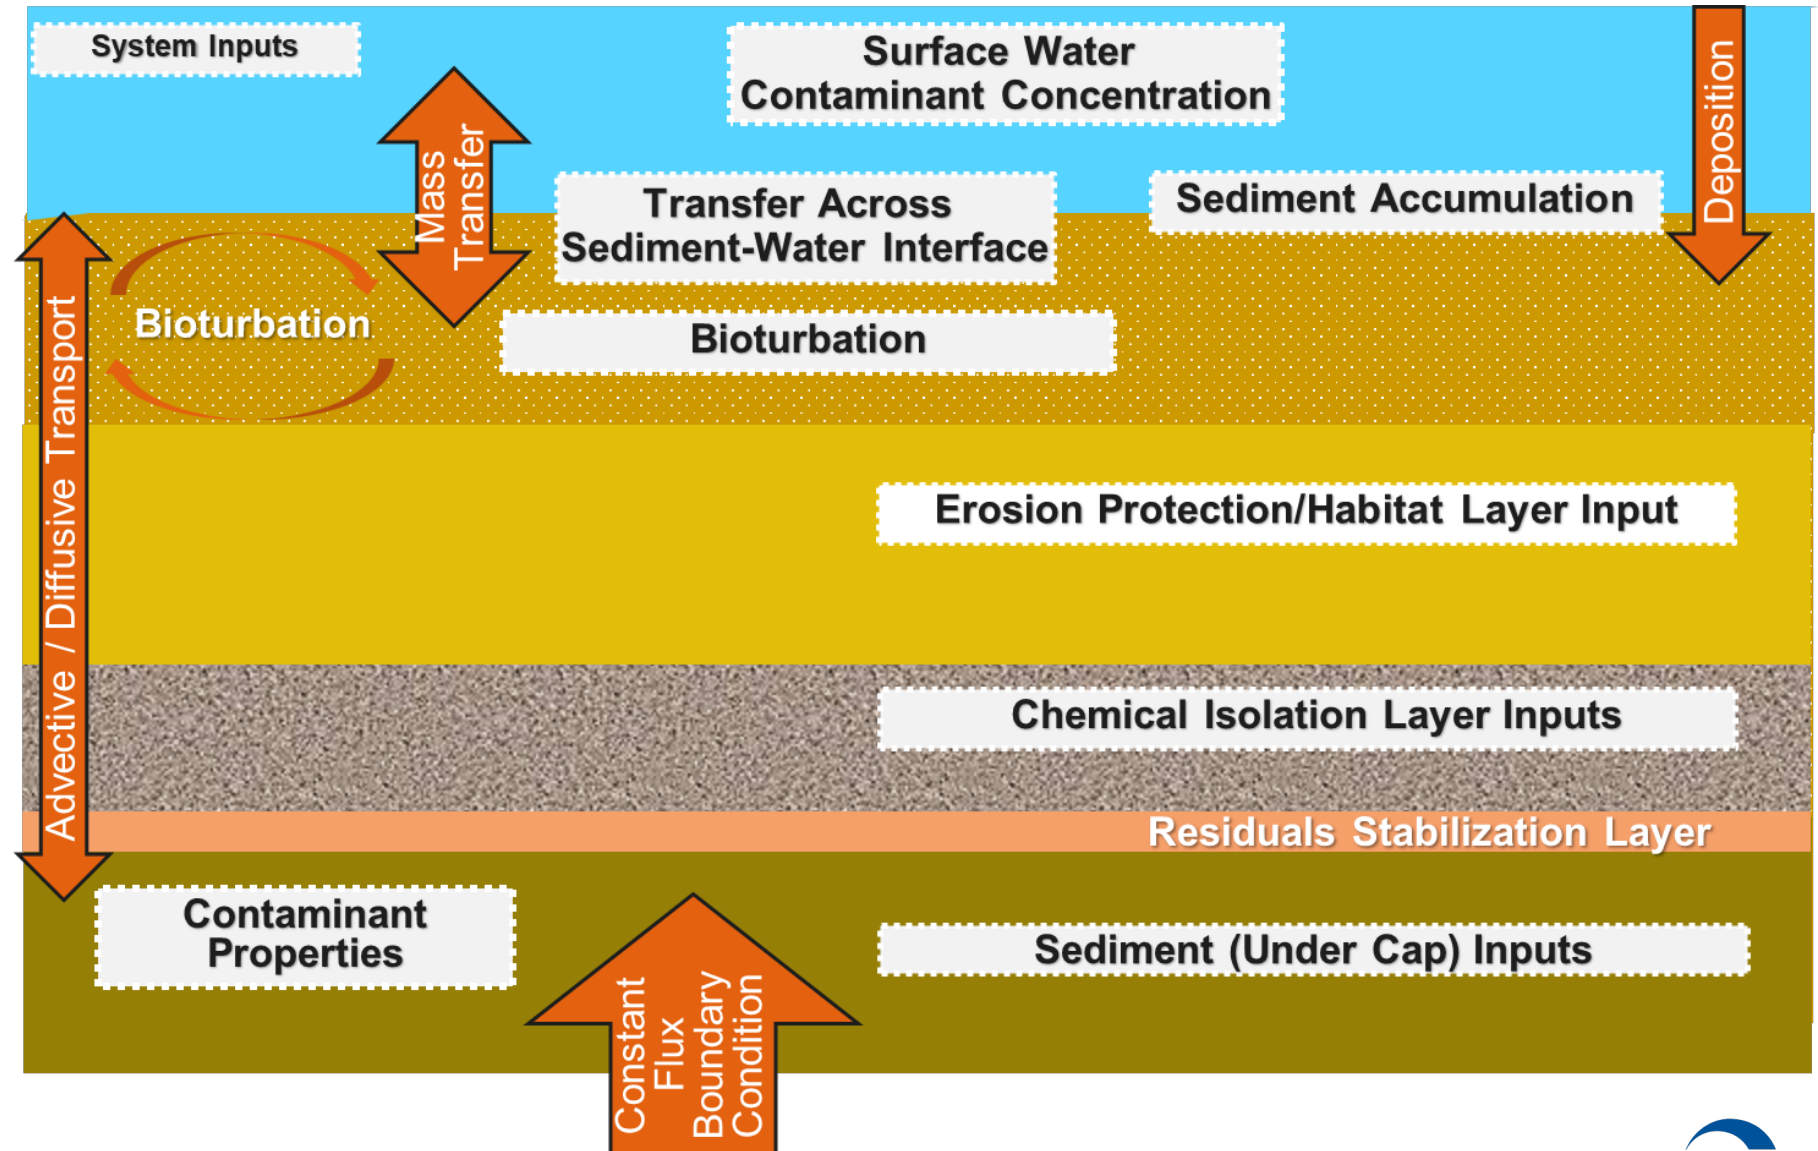 System Inputs
Surface Water
Contaminant Concentration
Deposition
Mass
Transfer
Transfer Across
Sediment-Water Interface
Sediment Accumulation
Bioturbation
Bioturbation
Advective / Diffusive Transport
Erosion Protection/Habitat Layer Input
Chemical Isolation Layer Inputs
Residuals Stabilization Layer
Contaminant
Properties
Constant
Flux
Boundary
Condition
Sediment (Under Cap) Inputs